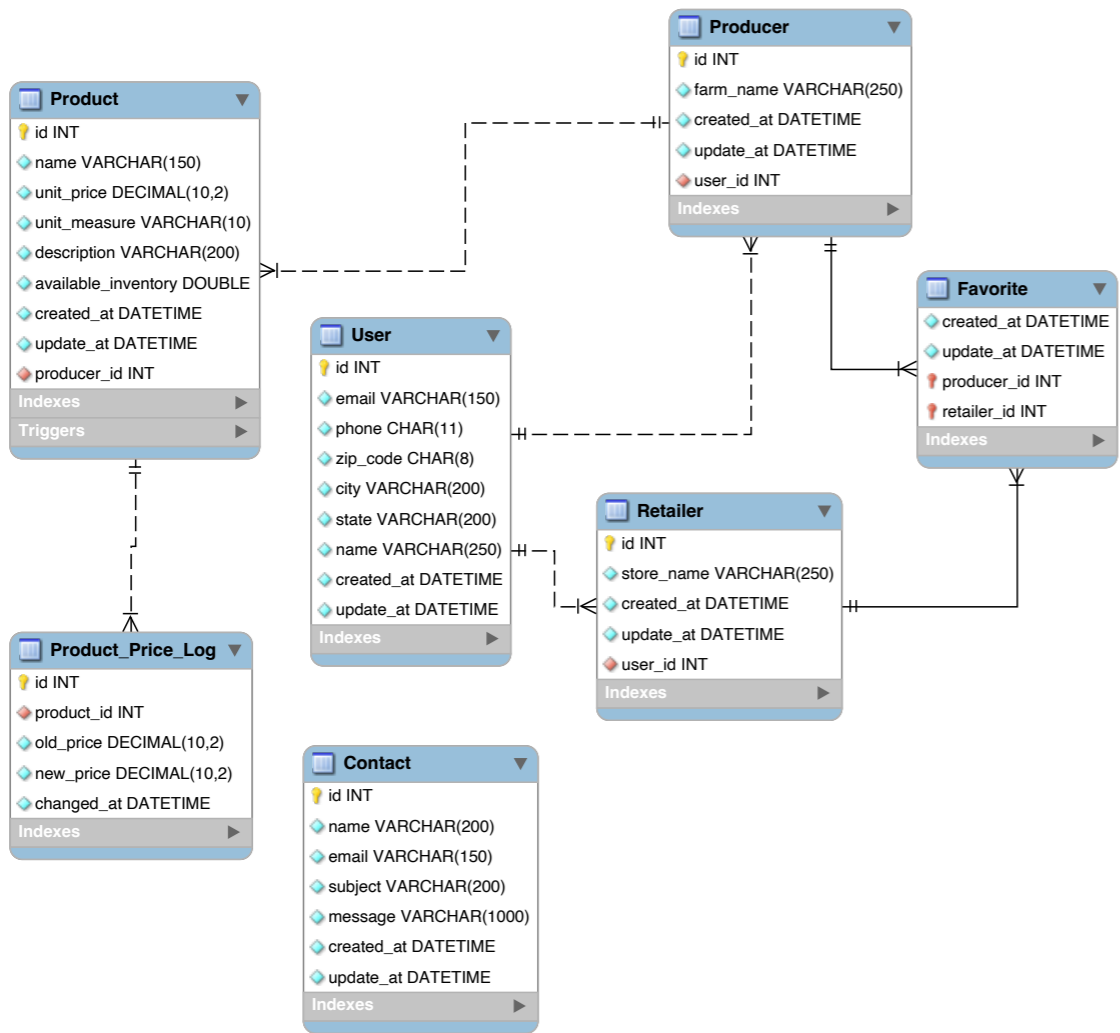 Producer
id INT
farm_name VARCHAR(250)
created_at DATETIME
update_at DATETIME
user_id INT
Indexes
Product
id INT
name VARCHAR(150)
unit_price DECIMAL(10,2)
unit_measure VARCHAR(10)
description VARCHAR(200)
available_inventory DOUBLE
created_at DATETIME
update_at DATETIME
producer_id INT
Indexes
Triggers
Favorite
created_at DATETIME
update_at DATETIME
producer_id INT
retailer_id INT
Indexes
User
id INT
email VARCHAR(150)
phone CHAR(11)
zip_code CHAR(8)
city VARCHAR(200)
state VARCHAR(200)
name VARCHAR(250)
created_at DATETIME
update_at DATETIME
Indexes
Retailer
id INT
store_name VARCHAR(250)
created_at DATETIME
update_at DATETIME
user_id INT
Indexes
Product_Price_Log
id INT
product_id INT
old_price DECIMAL(10,2)
new_price DECIMAL(10,2)
changed_at DATETIME
Indexes
Contact
id INT
name VARCHAR(200)
email VARCHAR(150)
subject VARCHAR(200)
message VARCHAR(1000)
created_at DATETIME
update_at DATETIME
Indexes